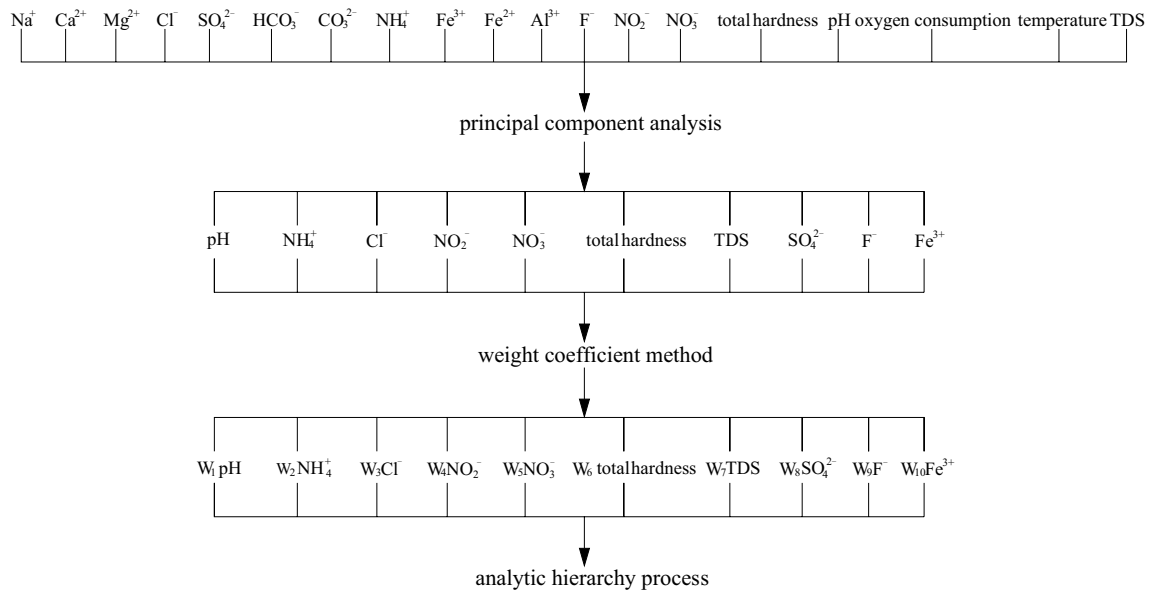 Na⁺ Ca²⁺ Mg²⁺ Cl⁻ SO₄²⁻ HCO₃⁻ CO₃²⁻ NH₄⁺ Fe³⁺ Fe²⁺ Al³⁺ F⁻ NO₂⁻ NO₃⁻ total hardness pH oxygen consumption temperature TDS
principal component analysis
pH NH₄⁺ Cl⁻ NO₂⁻ NO₃⁻ total hardness TDS SO₄²⁻ F⁻ Fe³⁺
weight coefficient method
W₁ pH W₂NH₄⁺ W₃Cl⁻ W₄NO₂⁻ W₅NO₃⁻ W₆ total hardness W₇TDS W₈SO₄²⁻ W₉F⁻ W₁₀Fe³⁺
analytic hierarchy process